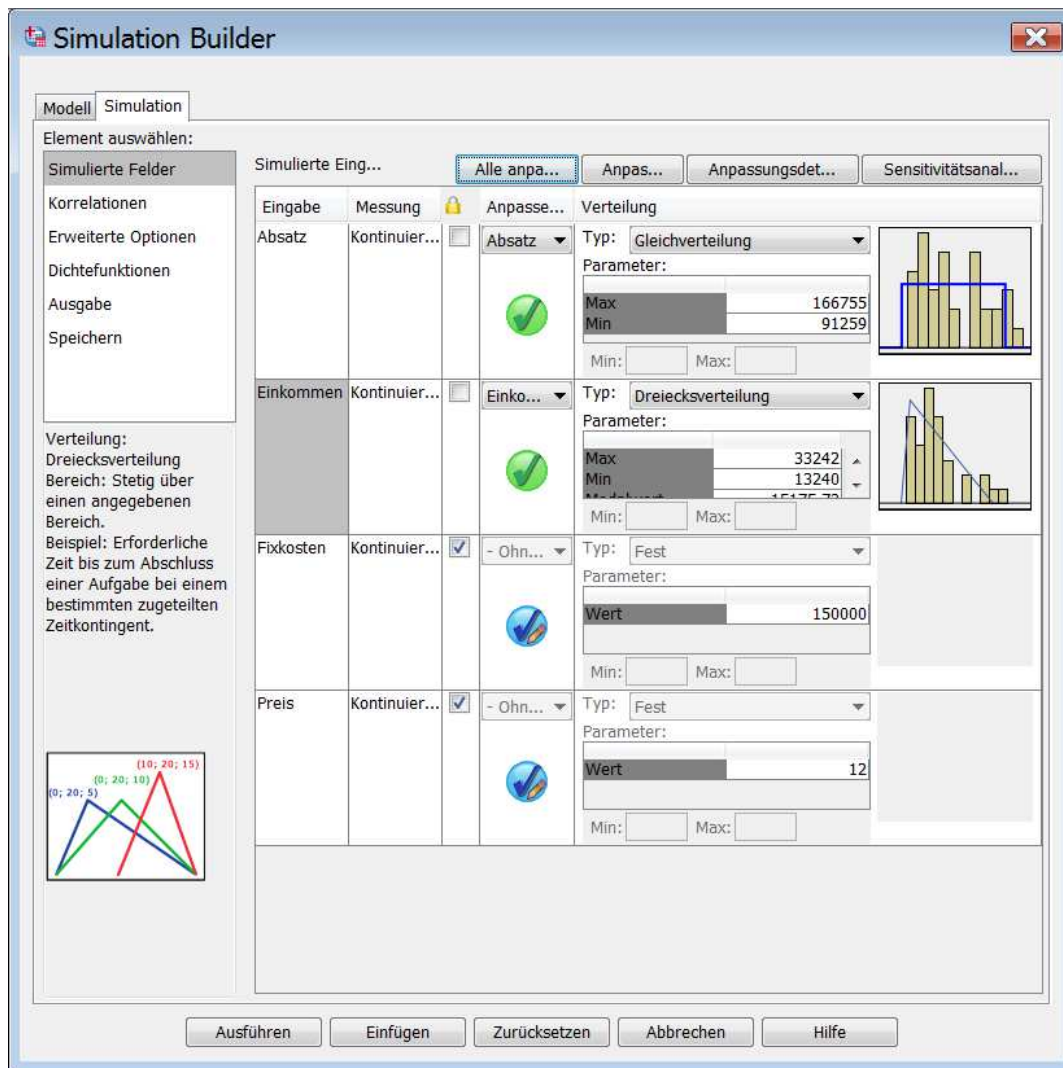 Simulation Builder
Modell
Simulation
Element auswählen:
Simulierte Felder
Korrelationen
Erweiterte Optionen
Dichtefunktionen
Ausgabe
Speichern
Verteilung:
Dreiecksverteilung
Bereich: Stetig über
einen angegebenen
Bereich.
Beispiel: Erforderliche
Zeit bis zum Abschluss
einer Aufgabe bei einem
bestimmten zugeteilten
Zeitkontingent.
(10; 20; 15)
(0; 20; 10)
(0; 20; 5)
Simulierte Eing...
Alle anpa...
Anpas...
Anpassungsdet...
Sensitivitätsanal...
Eingabe Messung Anpasse... Verteilung
Absatz Kontinuier... Absatz Typ: Gleichverteilung
Parameter:
Max 166755
Min 91259
Min: Max:
Einkommen Kontinuier... Einko... Typ: Dreiecksverteilung
Parameter:
Max 33242
Min 13240
Modalwert 15175,72
Min: Max:
Fixkosten Kontinuier... - Ohn... Typ: Fest
Parameter:
Wert 150000
Min: Max:
Preis Kontinuier... - Ohn... Typ: Fest
Parameter:
Wert 12
Min: Max:
Ausführen
Einfügen
Zurücksetzen
Abbrechen
Hilfe